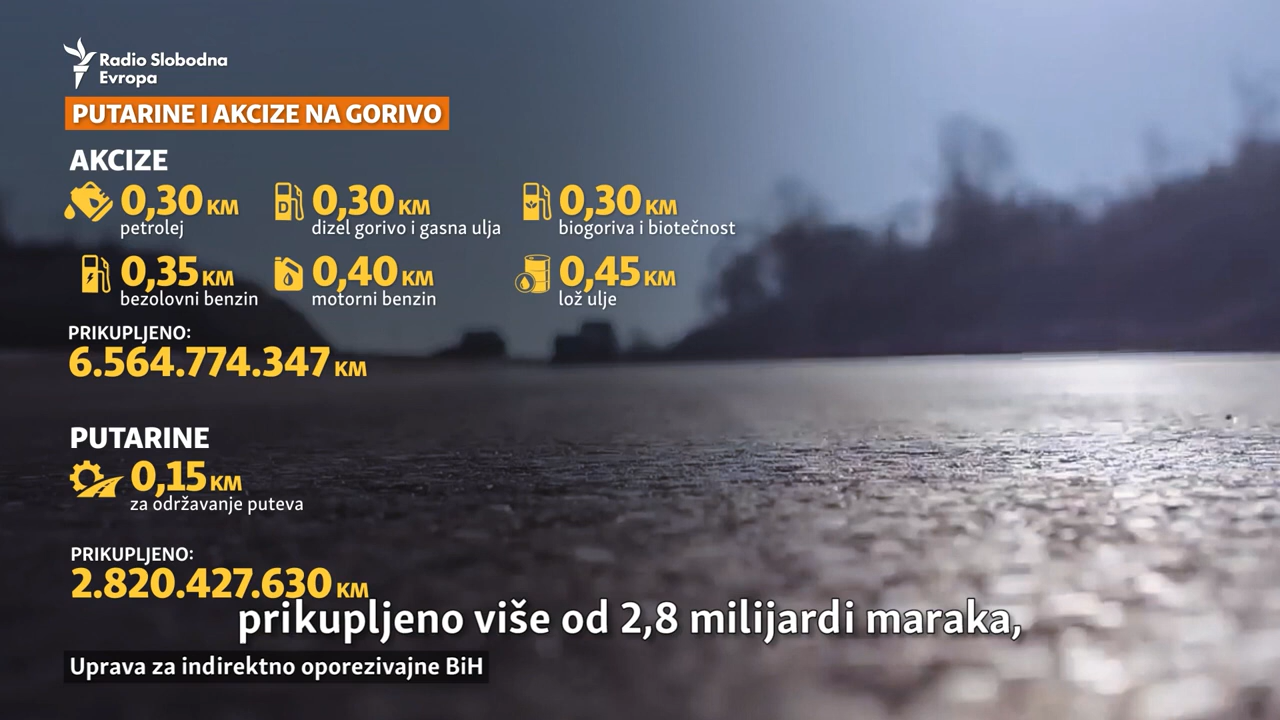 Radio Slobodna
Evropa
PUTARINE I AKCIZE NA GORIVO
AKCIZE
0,30 KM
petrolej
0,30 KM
dizel gorivo i gasna ulja
0,30 KM
biogoriva i biotečnost
0,35 KM
bezolovni benzin
0,40 KM
motorni benzin
0,45 KM
lož ulje
PRIKUPLJENO:
6.564.774.347 KM
PUTARINE
0,15 KM
za održavanje puteva
PRIKUPLJENO:
2.820.427.630 KM
prikupljeno više od 2,8 milijardi maraka,
Uprava za indirektno oporezivajne BiH